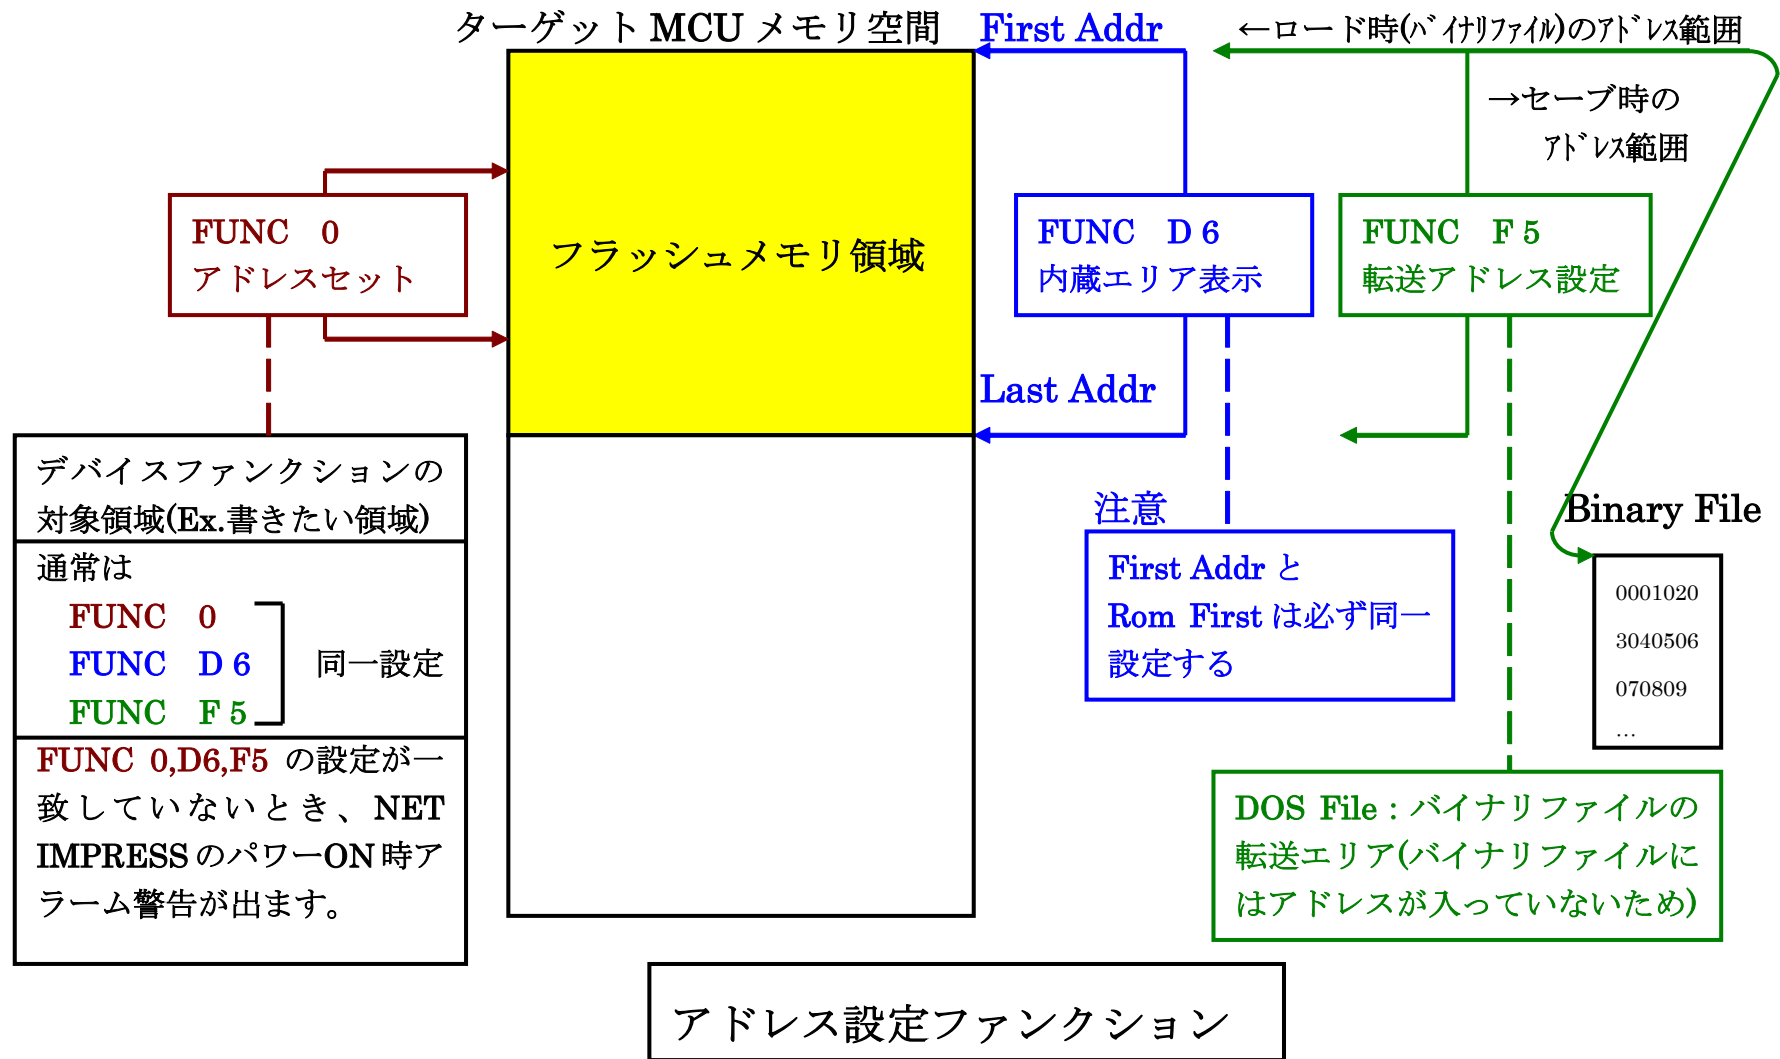 ターゲット MCU メモリ空間
First Addr
←ロード時(ﾊﾞｲﾅﾘﾌｧｲﾙ)のｱﾄﾞﾚｽ範囲
→セーブ時の
ｱﾄﾞﾚｽ範囲
FUNC 0
アドレスセット
フラッシュメモリ領域
FUNC D 6
内蔵エリア表示
FUNC F 5
転送アドレス設定
Last Addr
デバイスファンクションの
対象領域(Ex.書きたい領域)
通常は
FUNC 0
FUNC D 6
FUNC F 5
同一設定
FUNC 0,D6,F5 の設定が一
致していないとき、NET
IMPRESS のパワーON 時ア
ラーム警告が出ます。
注意
First Addr と
Rom First は必ず同一
設定する
Binary File
0001020
3040506
070809
…
DOS File : バイナリファイルの
転送エリア(バイナリファイルに
はアドレスが入っていないため)
アドレス設定ファンクション